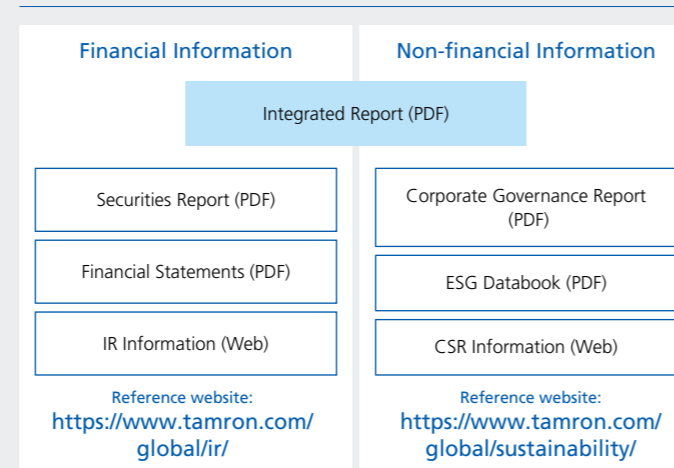 Financial Information
Non-financial Information
Integrated Report (PDF)
Securities Report (PDF)
Financial Statements (PDF)
IR Information (Web)
Reference website:
https://www.tamron.com/
global/ir/
Corporate Governance Report
(PDF)
ESG Databook (PDF)
CSR Information (Web)
Reference website:
https://www.tamron.com/
global/sustainability/